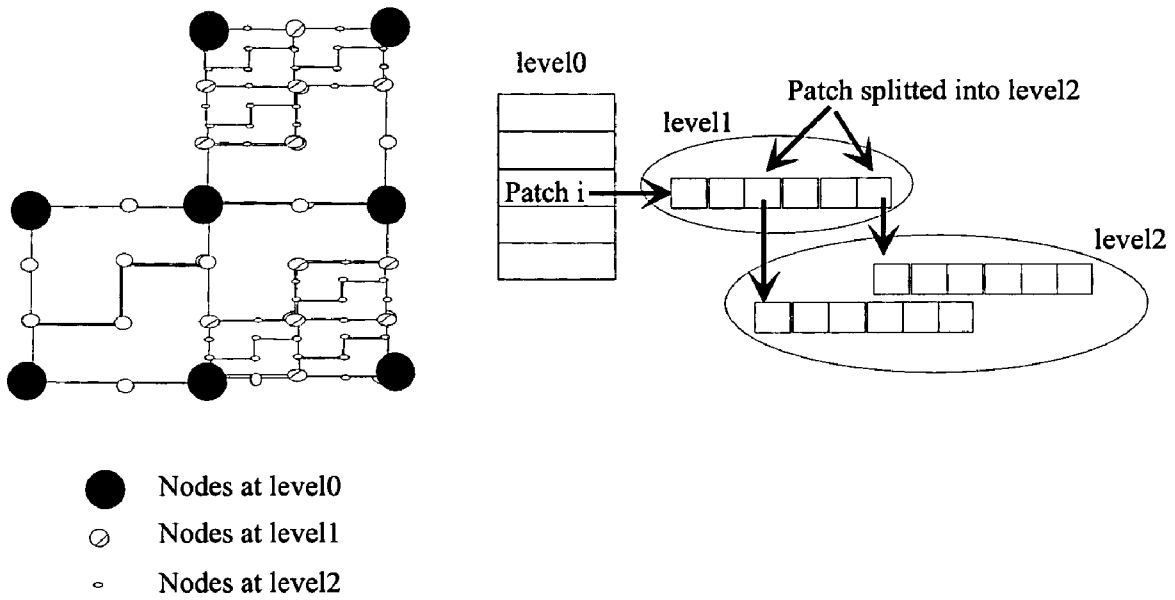 level0
Patch splitted into level2
level1
Patch i
level2
Nodes at level0
Nodes at level1
Nodes at level2